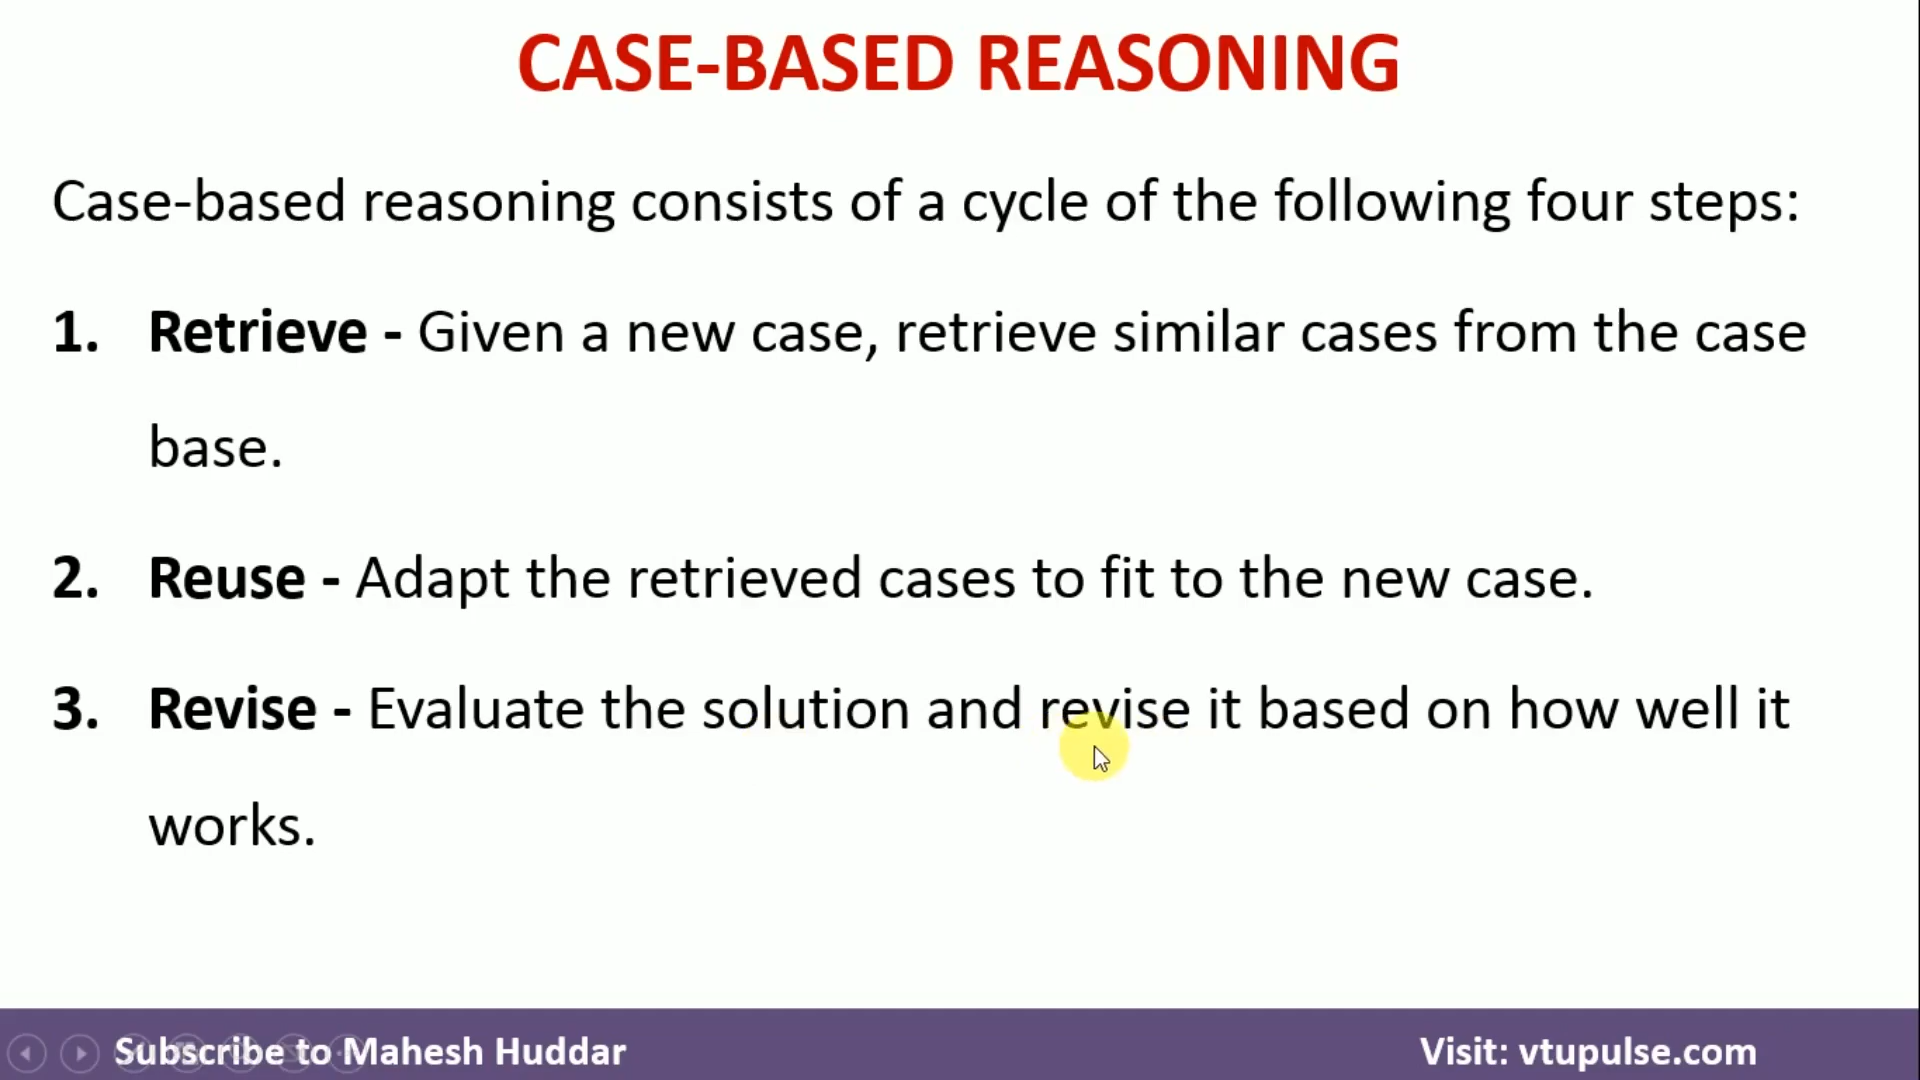 CASE-BASED REASONING
Case-based reasoning consists of a cycle of the following four steps:
1. Retrieve - Given a new case, retrieve similar cases from the case
base.
2. Reuse - Adapt the retrieved cases to fit to the new case.
3. Revise - Evaluate the solution and revise it based on how well it
works.
Subscribe to Mahesh Huddar
Visit: vtupulse.com